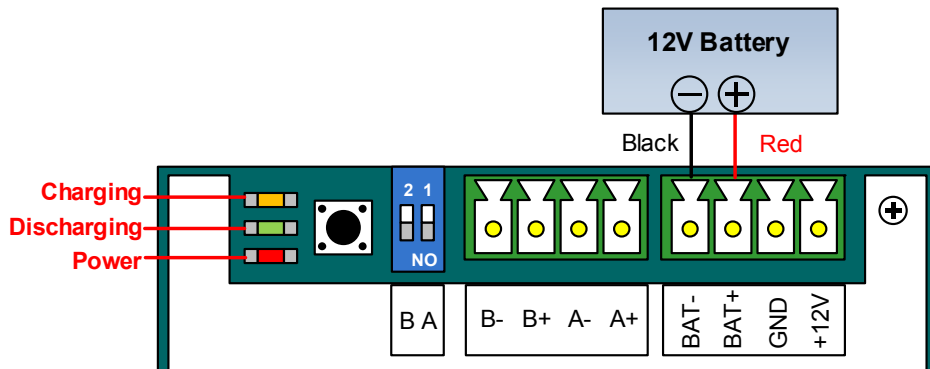 12V Battery
Black Red
Charging
Discharging
Power
2 1
NO
B A
B- B+ A- A+
BAT- BAT+ GND +12V